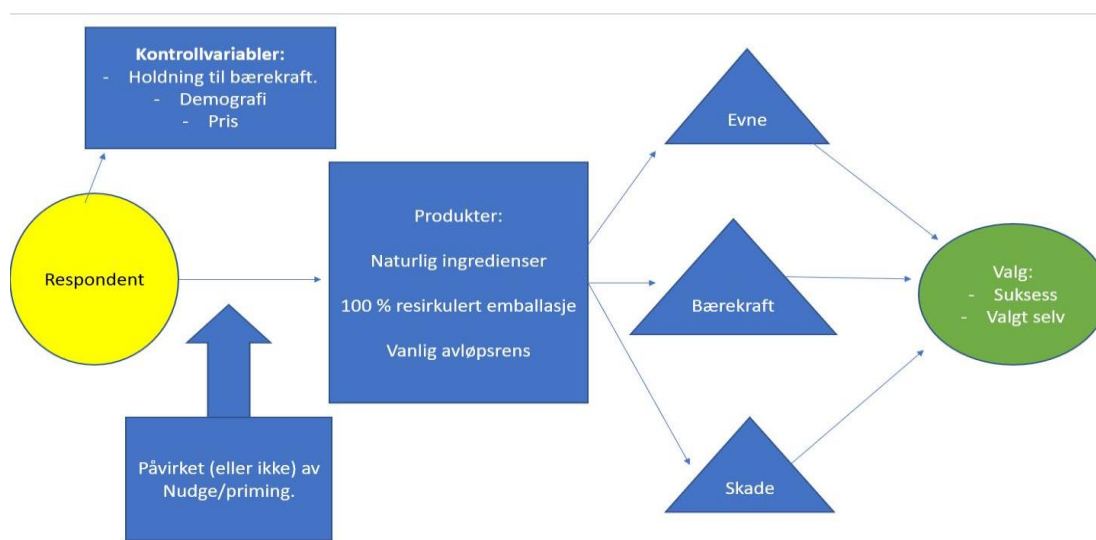 Kontrollvariabler:
- Holdning til bærekraft.
- Demografi
- Pris
Respondent
Påvirket (eller ikke) av
Nudge/priming.
Produkter:
Naturlig ingredienser
100 % resirkulert emballasje
Vanlig avløpsrens
Evne
Bærekraft
Skade
Valg:
- Suksess
- Valgt selv